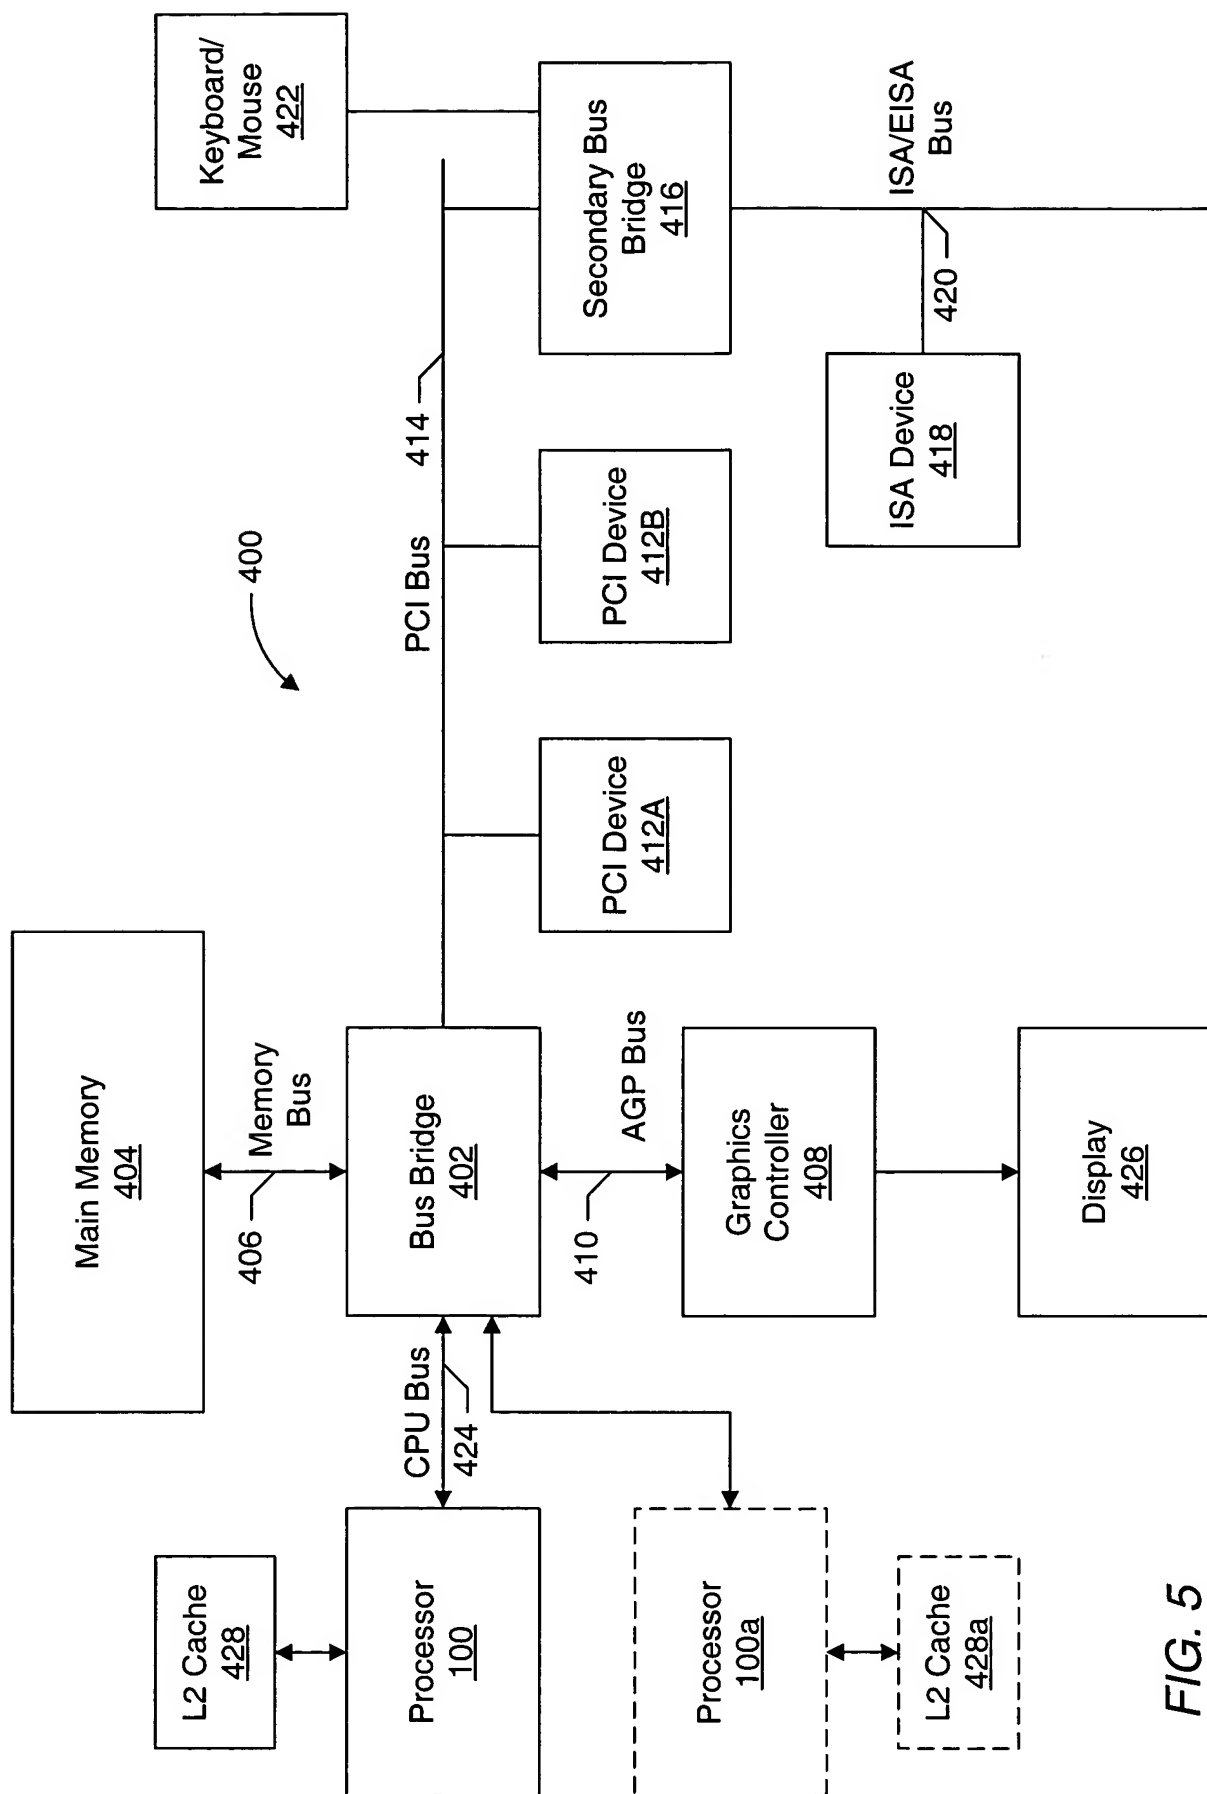 Main Memory
404
L2 Cache
428
406
Memory
Bus
400
Keyboard/
Mouse
422
Processor
100
CPU Bus
424
Bus Bridge
402
PCI Bus
414
410
AGP Bus
PCI Device
412A
PCI Device
412B
Secondary Bus
Bridge
416
Processor
100a
Graphics
Controller
408
L2 Cache
428a
ISA Device
418
420
ISA/EISA
Bus
Display
426
FIG. 5